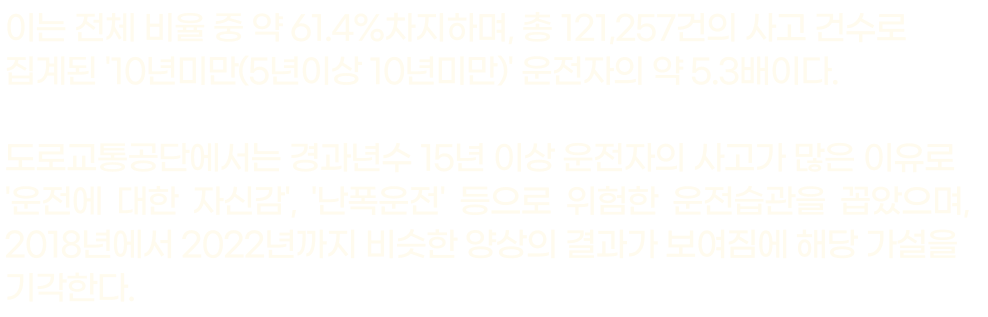 이는 전체 비율 중 약 61.4%차지하며, 총 121,257건의 사고 건수로
집계된 '10년미만(5년이상 10년미만)' 운전자의 약 5.3배이다.
도로교통공단에서는 경과년수 15년 이상 운전자의 사고가 많은 이유로
'운전에 대한 자신감', '난폭운전' 등으로 위험한 운전습관을 꼽았으며,
2018년에서 2022년까지 비슷한 양상의 결과가 보여짐에 해당 가설을
기각한다.